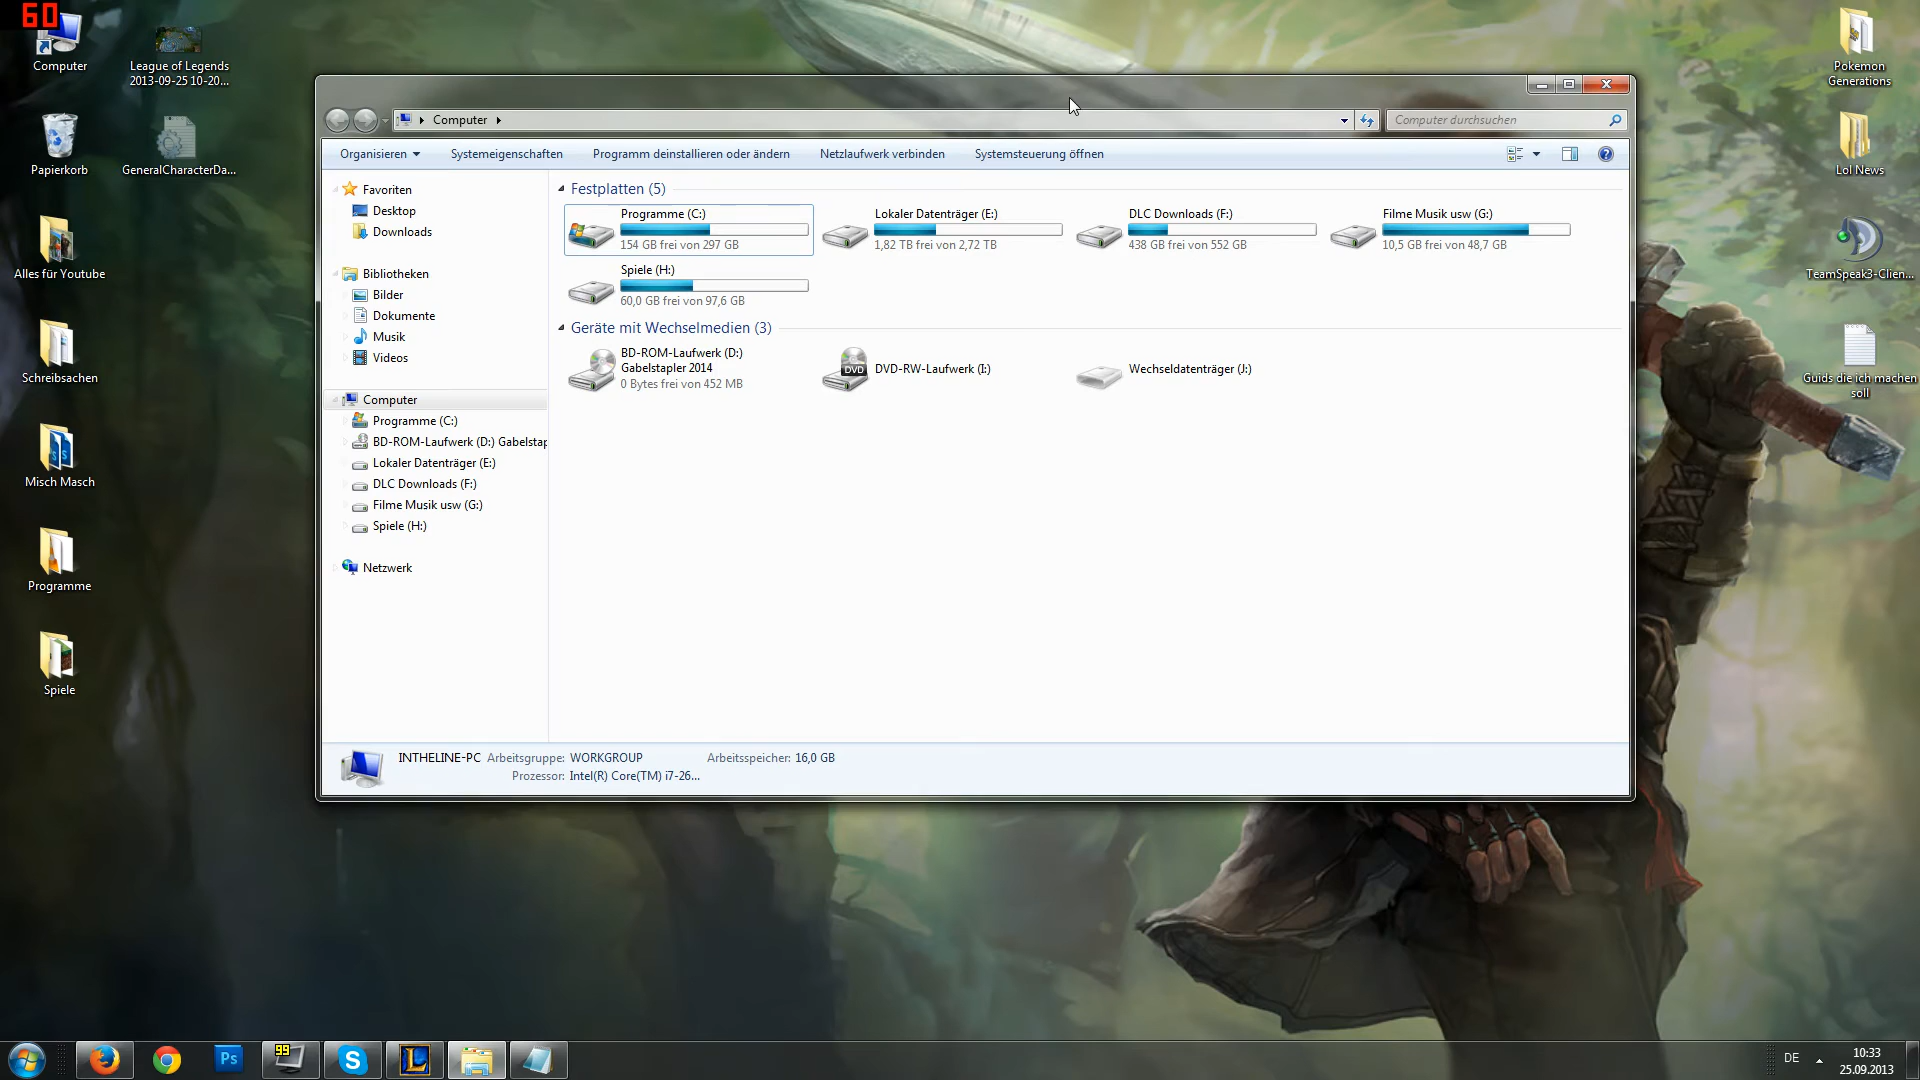 60
Computer
League of Legends
2013-09-25 10-20...
Papierkorb
GeneralCharacterDa...
Alles für Youtube
Schreibsachen
Misch Masch
Programme
Spiele
Pokemon
Generations
Lol News
TeamSpeak3-Clien...
Guids die ich machen
soll
Computer
Computer durchsuchen
Organisieren
Systemeigenschaften
Programm deinstallieren oder ändern
Netzlaufwerk verbinden
Systemsteuerung öffnen
Favoriten
Desktop
Downloads
Bibliotheken
Bilder
Dokumente
Musik
Videos
Computer
Programme (C:)
BD-ROM-Laufwerk (D:) Gabelstap
Lokaler Datenträger (E:)
DLC Downloads (F:)
Filme Musik usw (G:)
Spiele (H:)
Netzwerk
Festplatten (5)
Programme (C:)
154 GB frei von 297 GB
Lokaler Datenträger (E:)
1,82 TB frei von 2,72 TB
DLC Downloads (F:)
438 GB frei von 552 GB
Filme Musik usw (G:)
10,5 GB frei von 48,7 GB
Spiele (H:)
60,0 GB frei von 97,6 GB
Geräte mit Wechselmedien (3)
BD-ROM-Laufwerk (D:)
Gabelstapler 2014
0 Bytes frei von 452 MB
DVD
DVD-RW-Laufwerk (I:)
Wechseldatenträger (J:)
INTHELINE-PC Arbeitsgruppe: WORKGROUP Arbeitsspeicher: 16,0 GB
Prozessor: Intel(R) Core(TM) i7-26...
Ps
99
S
L
DE
10:33
25.09.2013